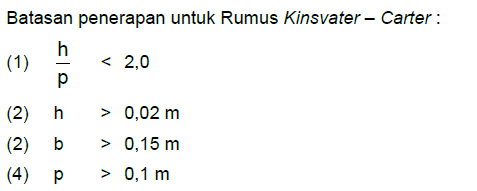 Batasan penerapan untuk Rumus Kinsvater – Carter :
(1) h/p < 2,0
(2) h > 0,02 m
(2) b > 0,15 m
(4) p > 0,1 m